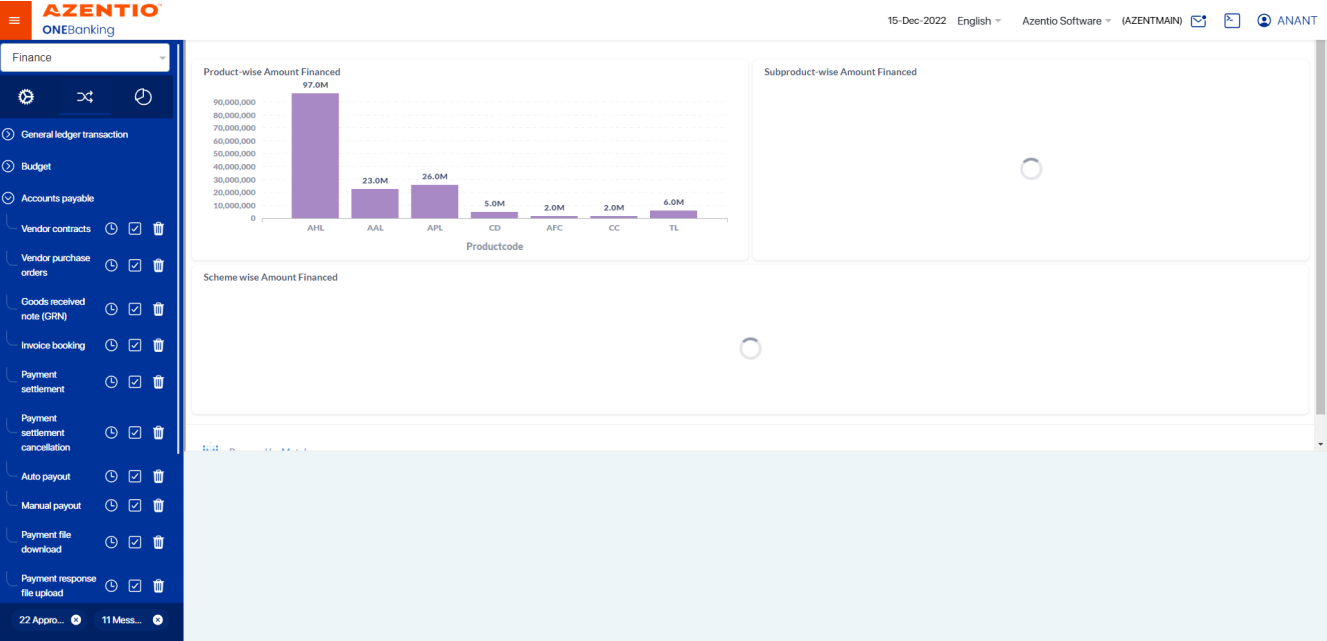 AZENTIO
ONEBanking
15-Dec-2022 English Azentio Software (AZENTMAIN) ANANT
Finance
General ledger transaction
Budget
Accounts payable
Vendor contracts
Vendor purchase
orders
Goods received
note (GRN)
Invoice booking
Payment
settlement
Payment
settlement
cancellation
Auto payout
Manual payout
Payment file
download
Payment response
file upload
22 Appro... 11 Mess...
Product-wise Amount Financed
97.0M
90,000,000
80,000,000
70,000,000
60,000,000
50,000,000
40,000,000
30,000,000
20,000,000
10,000,000
0
23.0M
26.0M
5.0M
2.0M
2.0M
6.0M
AHL AAL APL CD AFC CC TL
Productcode
Subproduct-wise Amount Financed
Scheme wise Amount Financed